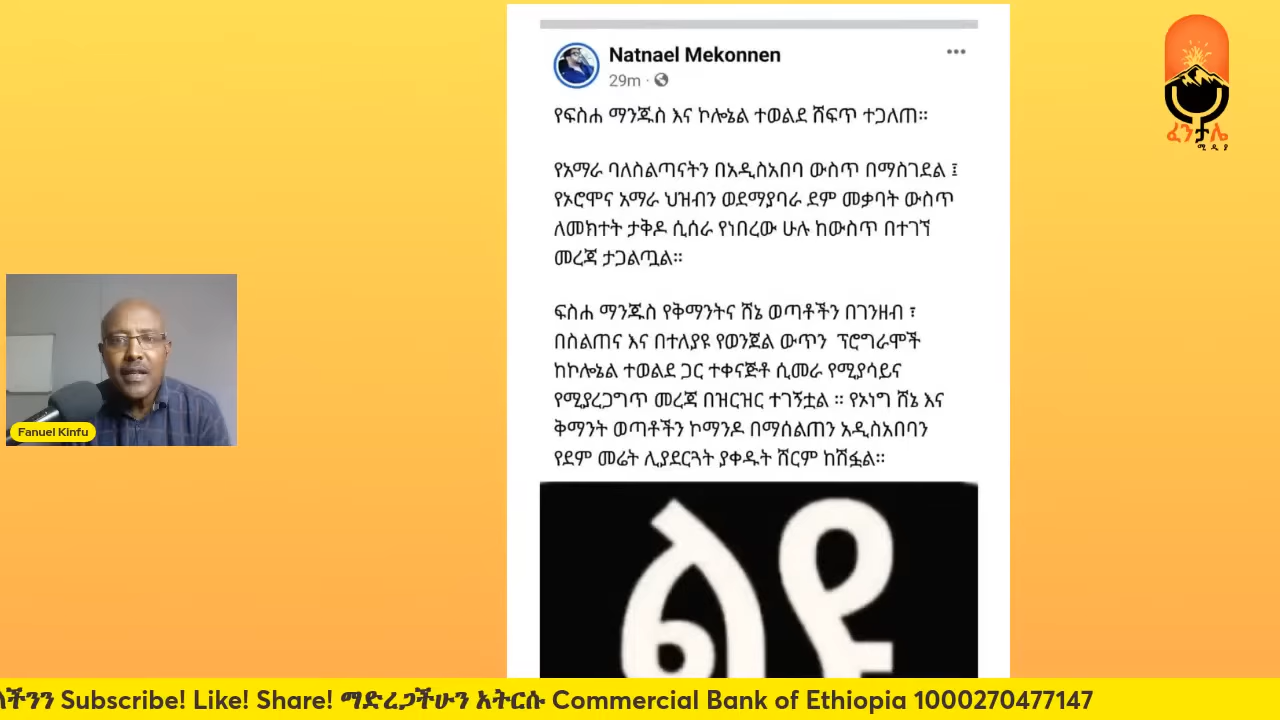 Natnael Mekonnen
29m ·
የፍስሐ ማንጁስ እና ኮሎኔል ተወልደ ሸፍጥ ተጋለጠ።
የአማራ ባለስልጣናትን በአዲስአበባ ውስጥ በማስገደል ፤
የኦሮሞና አማራ ህዝብን ወደማያባራ ደም መቃባት ውስጥ
ለመክተት ታቅዶ ሲሰራ የነበረው ሁሉ ከውስጥ በተገኘ
መረጃ ታጋልጧል።
ፍስሐ ማንጁስ የቅማንትና ሸኔ ወጣቶችን በገንዘብ ፣
በስልጠና እና በተለያዩ የወንጀል ውጥን ፕሮግራሞች
ከኮሎኔል ተወልደ ጋር ተቀናጅቶ ሲመራ የሚያሳይና
የሚያረጋግጥ መረጃ በዝርዝር ተገኝቷል ። የኦነግ ሸኔ እና
ቅማንት ወጣቶችን ኮማንዶ በማሰልጠን አዲስአበባን
የደም መሬት ሊያደርጓት ያቀዱት ሸርም ከሽፏል።
ልዩ
ፈንታሌ
ሚዲያ
Fanuel Kinfu
Subscribe! Like! Share! ማድረጋችሁን አትርሱ Commercial Bank of Ethiopia 1000270477147